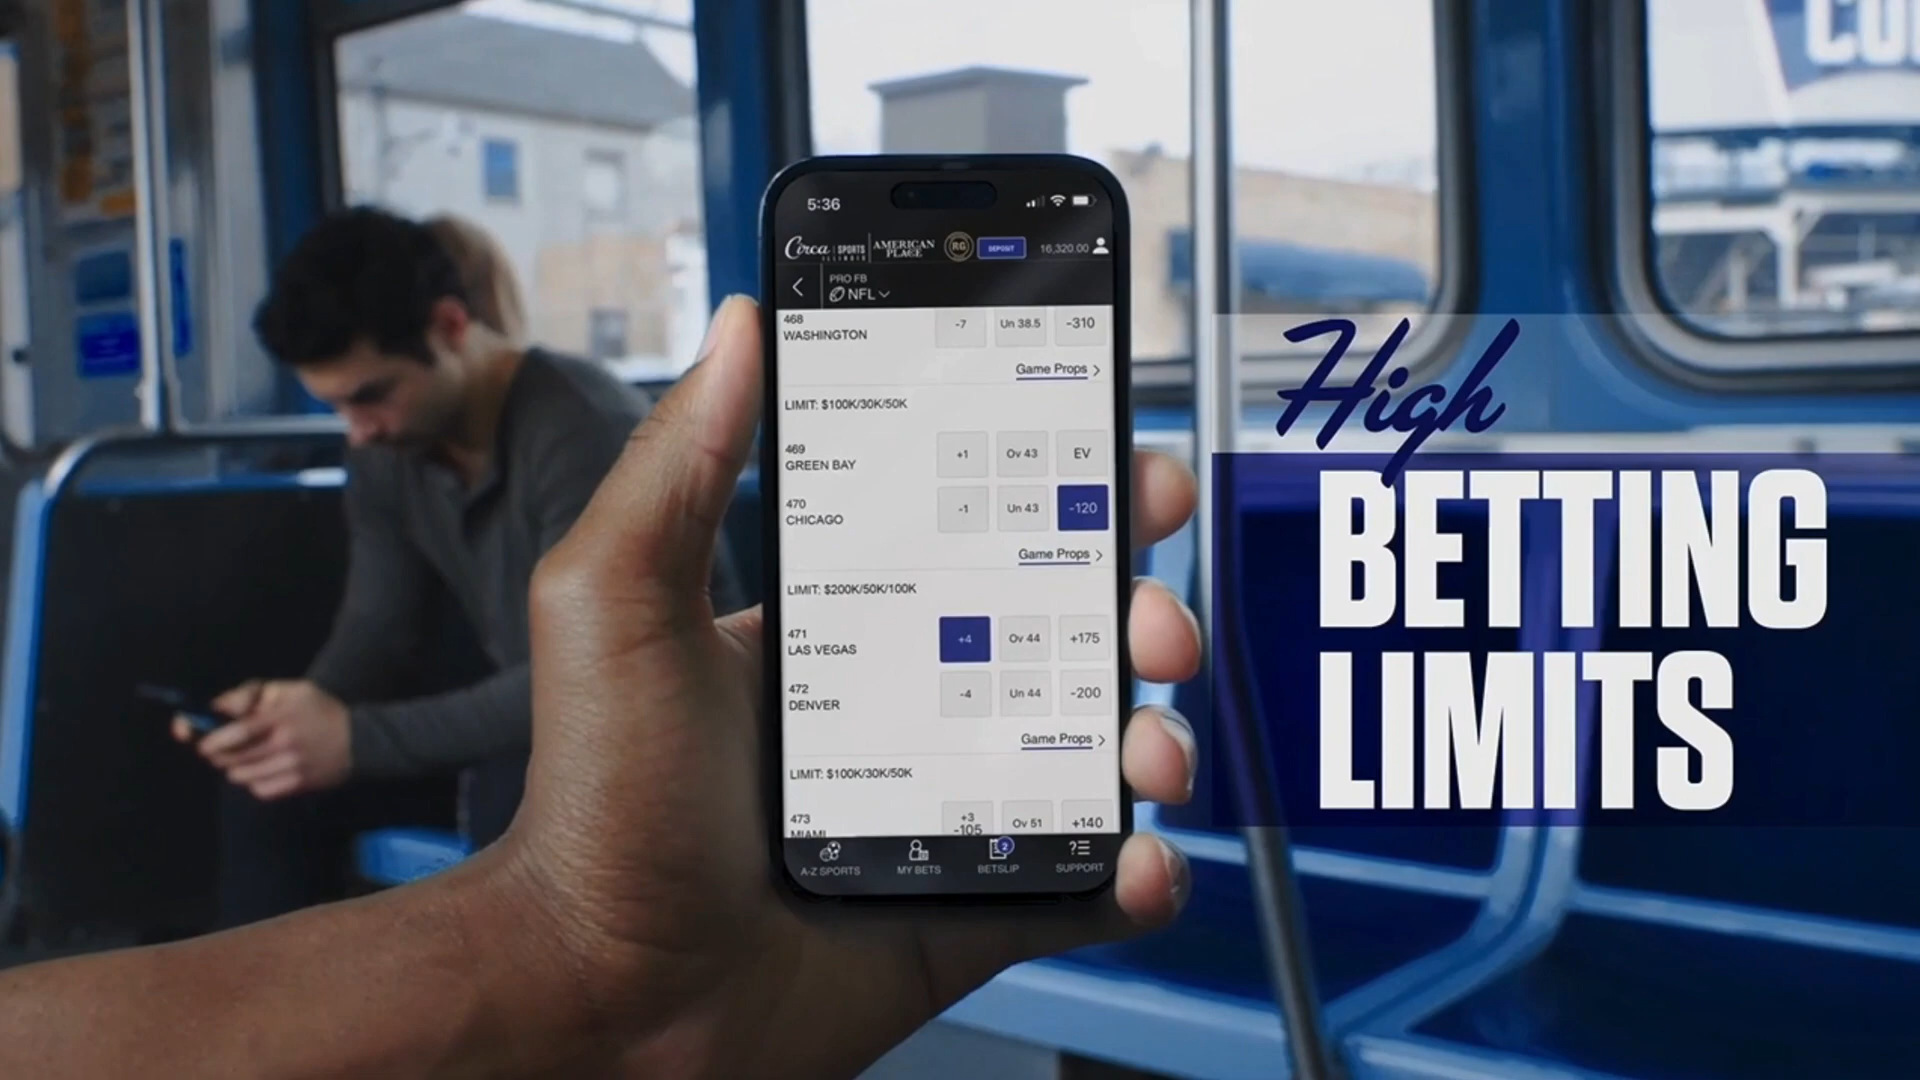 5:36
Circa SPORTS ILLINOIS AMERICAN PLACE RG DEPOSIT 16,320.00
PRO FB
NFL
468
WASHINGTON -7 Un 38.5 -310
Game Props >
LIMIT: $100K/30K/50K
469
GREEN BAY +1 Ov 43 EV
470
CHICAGO -1 Un 43 -120
Game Props >
LIMIT: $200K/50K/100K
471
LAS VEGAS +4 Ov 44 +175
472
DENVER -4 Un 44 -200
Game Props >
LIMIT: $100K/30K/50K
473
MIAMI +3 -105 Ov 51 +140
2
A-Z SPORTS MY BETS BETSLIP SUPPORT
High
BETTING
LIMITS